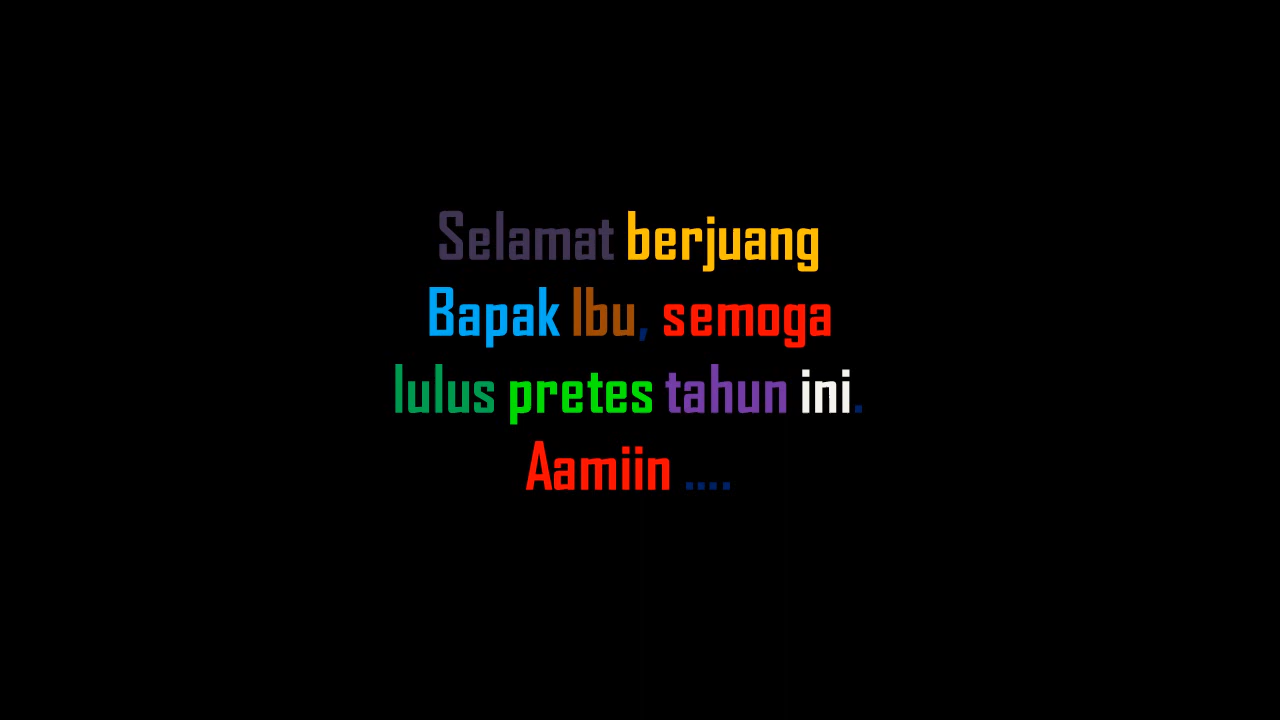 Selamat berjuang
Bapak Ibu, semoga
lulus pretes tahun ini.
Aamiin ....